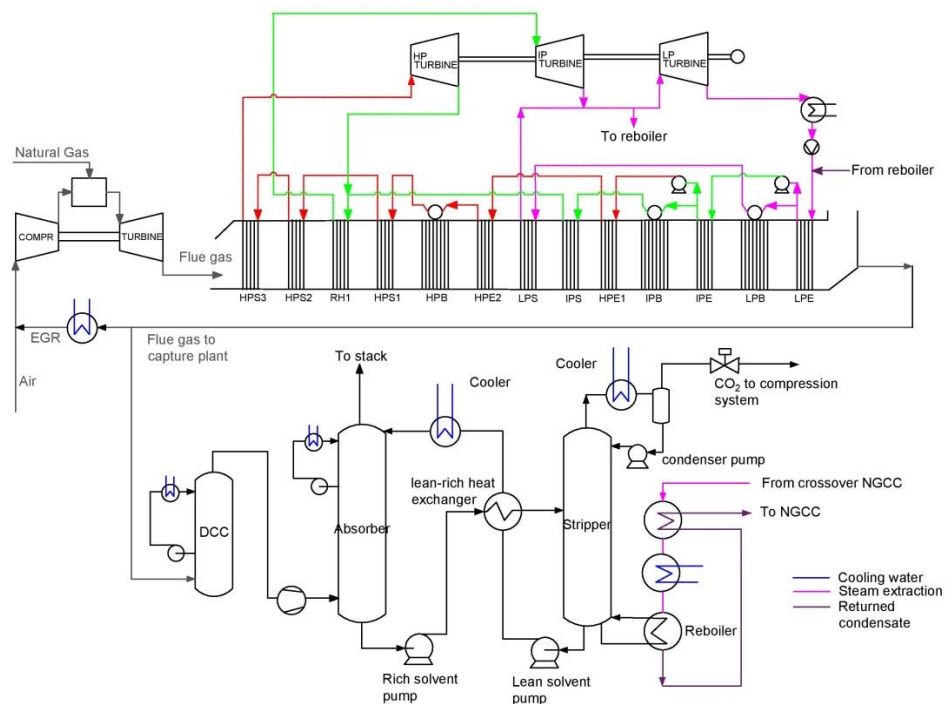 HP
TURBINE
IP
TURBINE
LP
TURBINE
To reboiler
Natural Gas
From reboiler
COMPR
TURBINE
Flue gas
HPS3
HPS2
RH1
HPS1
HPB
HPE2
LPS
IPS
HPE1
IPB
IPE
LPB
LPE
EGR
Flue gas to
capture plant
Air
To stack
Cooler
Cooler
CO₂ to compression
system
condenser pump
lean-rich heat
exchanger
From crossover NGCC
To NGCC
DCC
Absorber
Stripper
Cooling water
Steam extraction
Returned
condensate
Reboiler
Rich solvent
pump
Lean solvent
pump